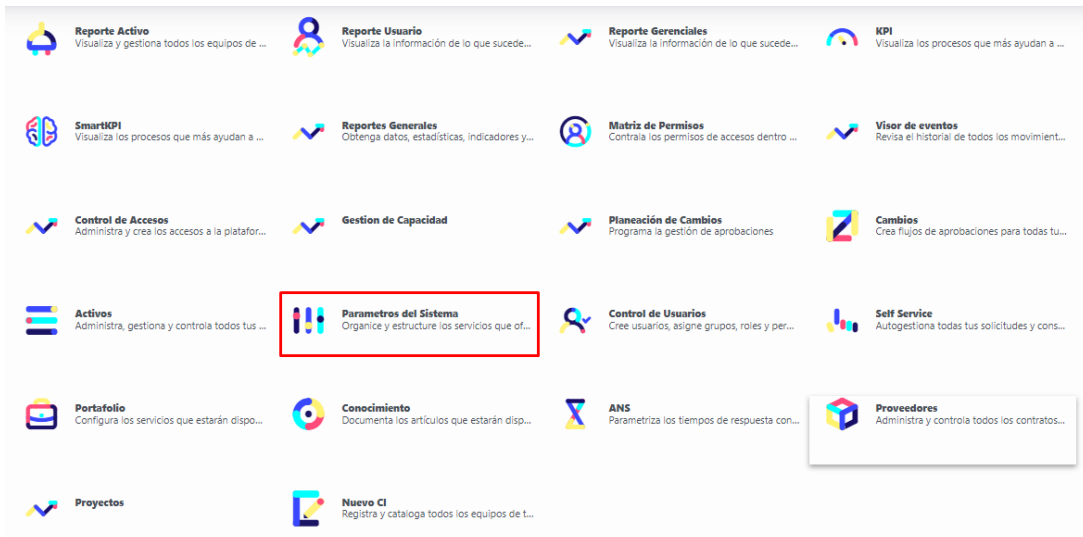 Reporte Activo
Visualiza y gestiona todos los equipos de ...
Reporte Usuario
Visualiza la información de lo que sucede...
Reporte Gerenciales
Visualiza la información de lo que sucede...
KPI
Visualiza los procesos que más ayudan a ...
SmartKPI
Visualiza los procesos que más ayudan a ...
Reportes Generales
Obtenga datos, estadísticas, indicadores y...
Matriz de Permisos
Contrala los permisos de accesos dentro ...
Visor de eventos
Revisa el historial de todos los movimient...
Control de Accesos
Administra y crea los accesos a la platafor...
Gestion de Capacidad
Planeación de Cambios
Programa la gestión de aprobaciones
Cambios
Crea flujos de aprobaciones para todas tu...
Activos
Administra, gestiona y controla todos tus ...
Parametros del Sistema
Organice y estructure los servicios que of...
Control de Usuarios
Cree usuarios, asigne grupos, roles y per...
Self Service
Autogestiona todas tus solicitudes y cons...
Portafolio
Configura los servicios que estarán dispo...
Conocimiento
Documenta los artículos que estarán disp...
ANS
Parametriza los tiempos de respuesta con...
Proveedores
Administra y controla todos los contratos...
Proyectos
Nuevo CI
Registra y cataloga todos los equipos de t...